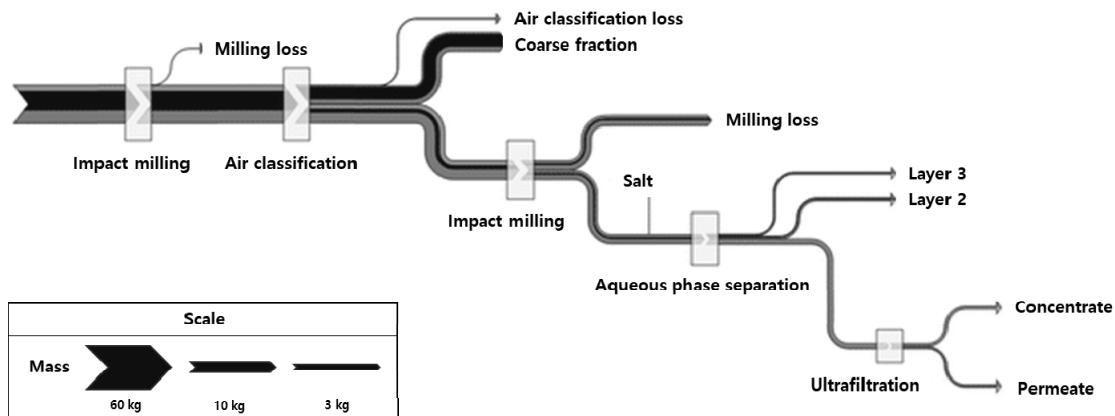 Air classification loss
Coarse fraction
Milling loss
Impact milling
Air classification
Milling loss
Salt
Layer 3
Layer 2
Impact milling
Aqueous phase separation
Concentrate
Ultrafiltration
Permeate
Scale
Mass
60 kg
10 kg
3 kg